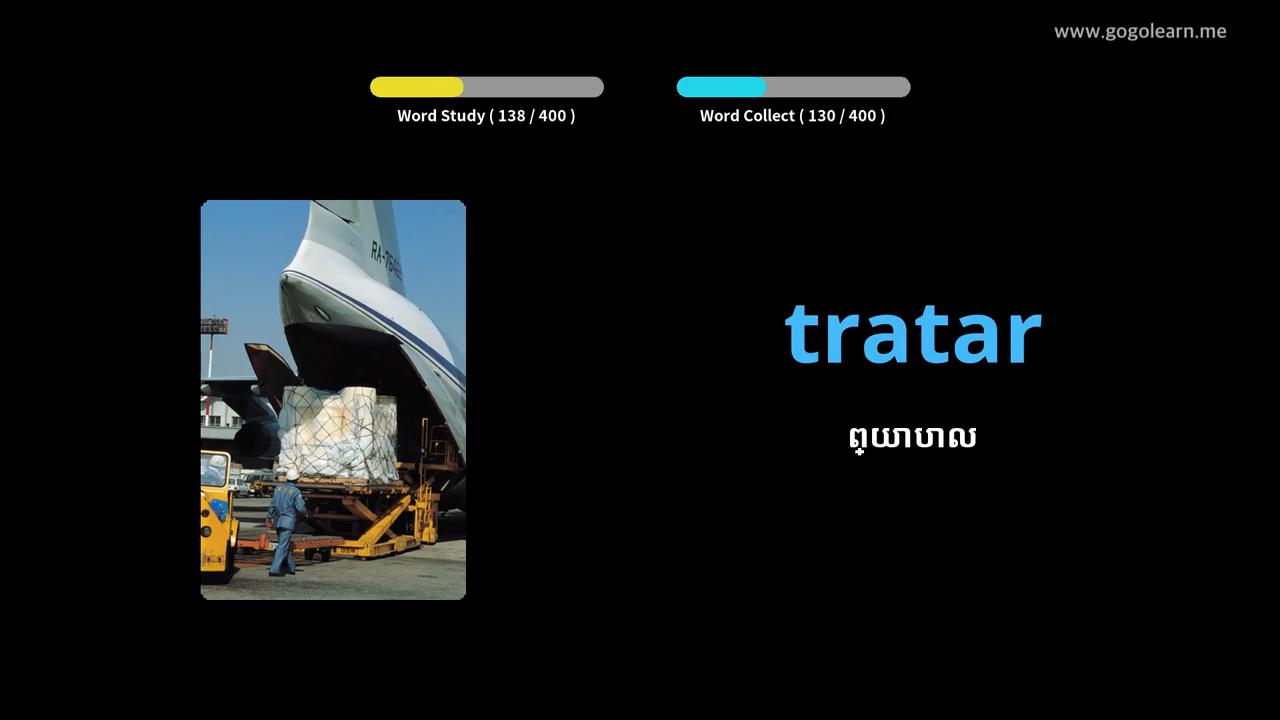 www.gogolearn.me
Word Study ( 138 / 400 )
Word Collect ( 130 / 400 )
tratar
ព្យាបាល